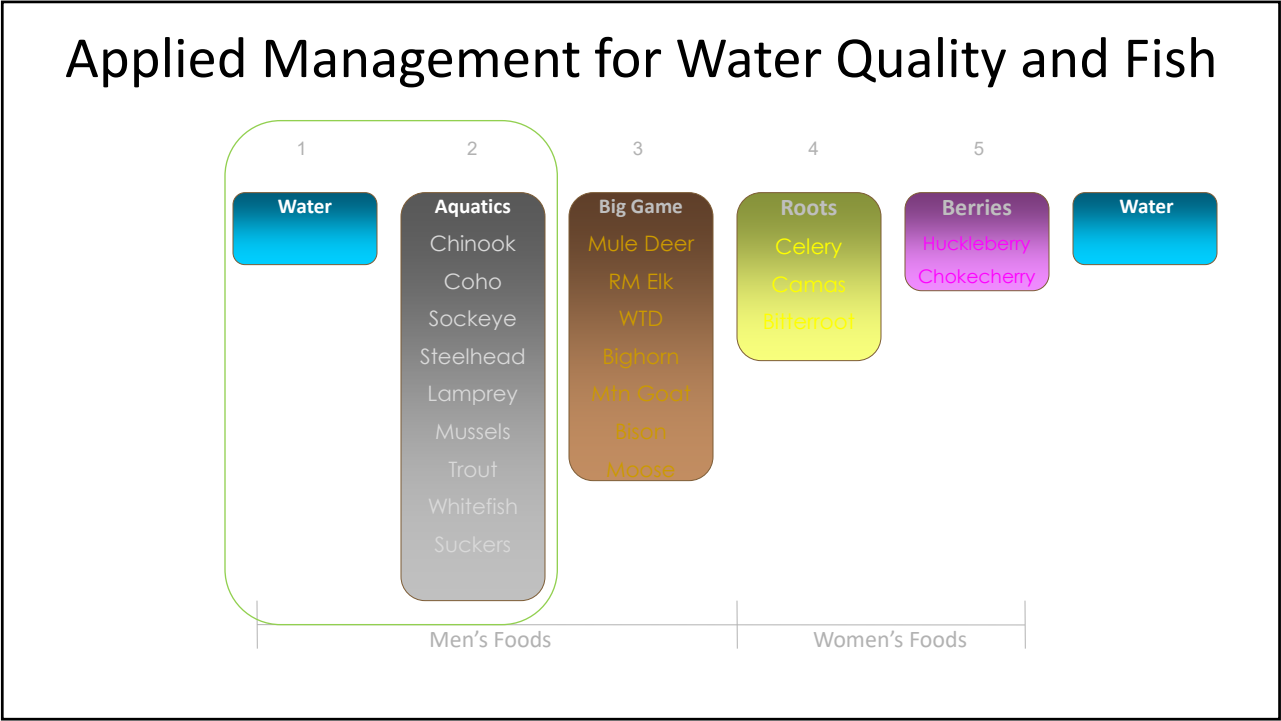 Applied Management for Water Quality and Fish
1
2
3
4
5
Water
Aquatics
Chinook
Coho
Sockeye
Steelhead
Lamprey
Mussels
Trout
Whitefish
Suckers
Big Game
Mule Deer
RM Elk
WTD
Bighorn
Mtn Goat
Bison
Moose
Roots
Celery
Camas
Bitterroot
Berries
Huckleberry
Chokecherry
Water
Men’s Foods
Women’s Foods